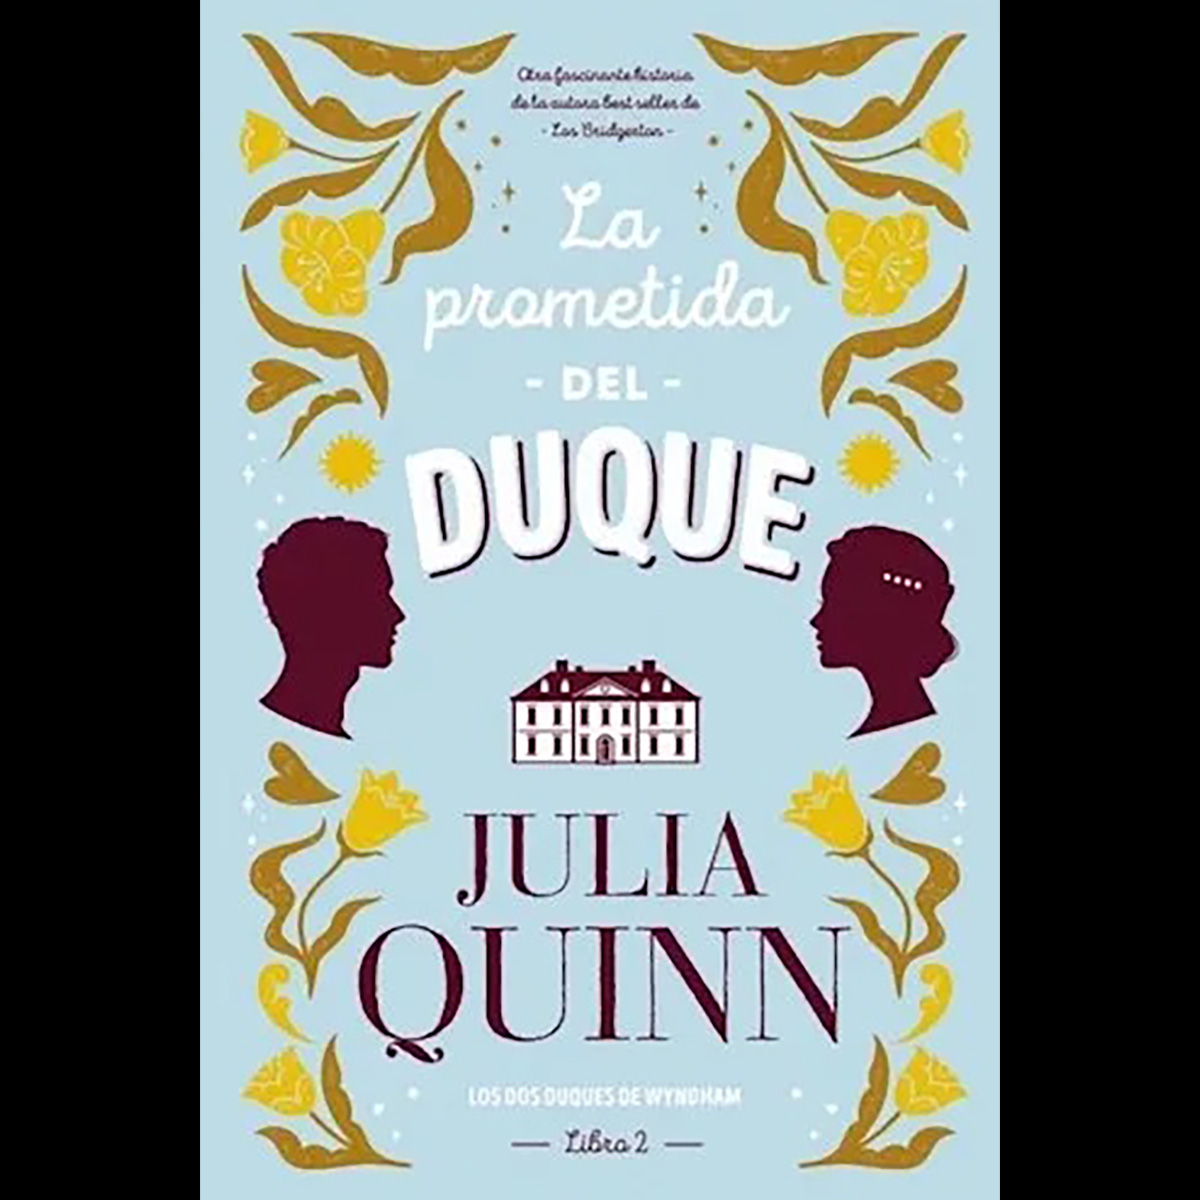 Otra fascinante historia
de la autora best seller de
- Los Bridgerton -
La
prometida
- DEL -
DUQUE
JULIA
QUINN
LOS DOS DUQUES DE WYNDHAM
— Libro 2 —